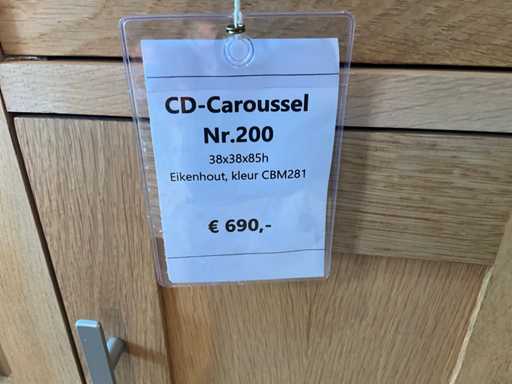 CD-Caroussel
Nr.200
38x38x85h
Eikenhout, kleur CBM281
€ 690,-